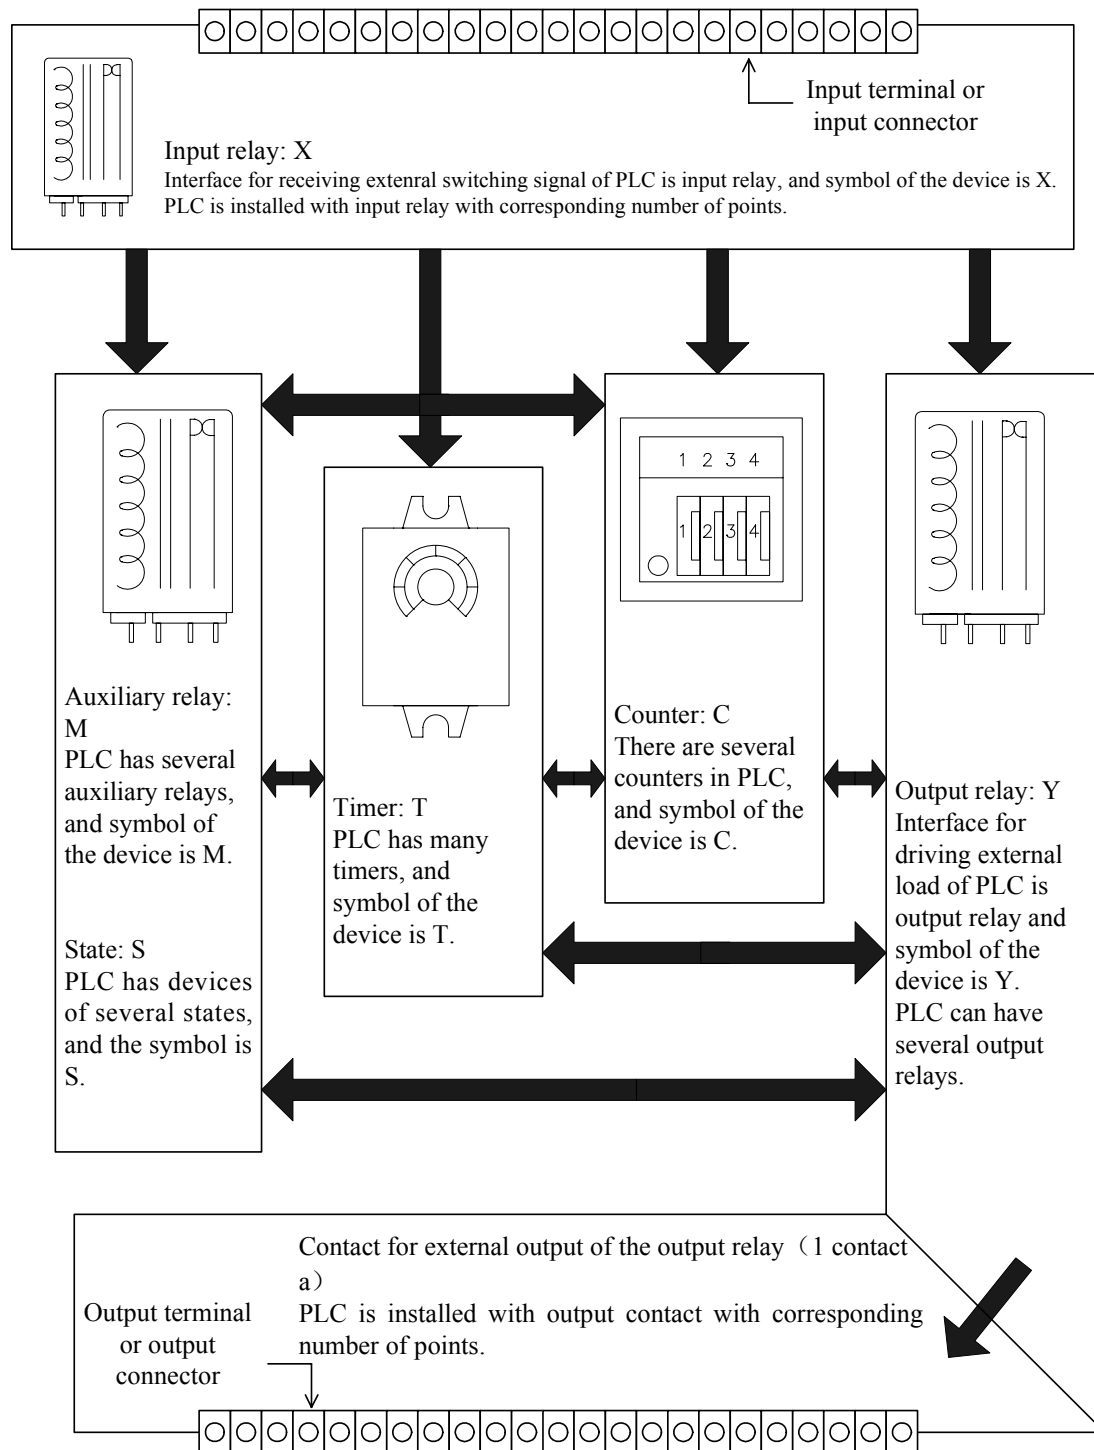 Input terminal or
input connector
Input relay: X
Interface for receiving extenral switching signal of PLC is input relay, and symbol of the device is X.
PLC is installed with input relay with corresponding number of points.
Auxiliary relay:
M
PLC has several
auxiliary relays,
and symbol of
the device is M.
State: S
PLC has devices
of several states,
and the symbol is
S.
Timer: T
PLC has many
timers, and
symbol of the
device is T.
1 2 3 4
1 2 3 4
Counter: C
There are several
counters in PLC,
and symbol of the
device is C.
Output relay: Y
Interface for
driving external
load of PLC is
output relay and
symbol of the
device is Y.
PLC can have
several output
relays.
Contact for external output of the output relay（1 contact
a）
PLC is installed with output contact with corresponding
number of points.
Output terminal
or output
connector